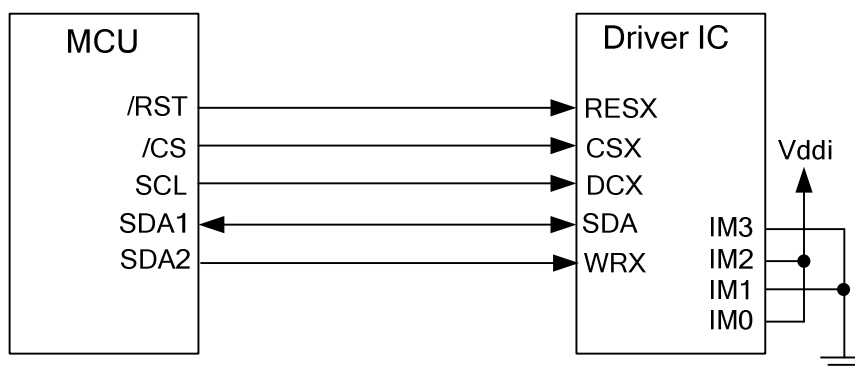 MCU
Driver IC
/RST
RESX
/CS
CSX
Vddi
SCL
DCX
SDA1
SDA
IM3
SDA2
WRX
IM2
IM1
IM0